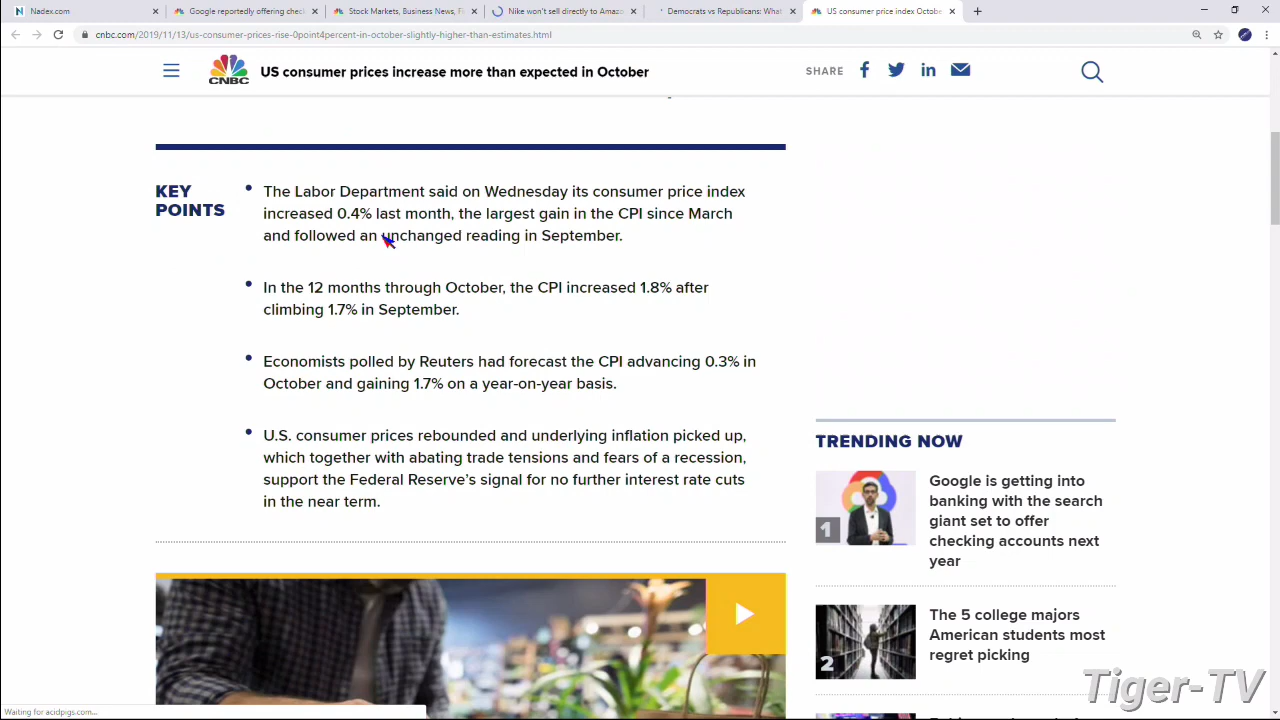 Nadex.com
Google reportedly offering check
Stock Markets, Business News, Fi
Nike won't sell directly to Amazo
Democrats vs Republicans: What
US consumer price index Octobe
cnbc.com/2019/11/13/us-consumer-prices-rise-0point4percent-in-october-slightly-higher-than-estimates.html
CNBC
US consumer prices increase more than expected in October
SHARE
KEY
POINTS
The Labor Department said on Wednesday its consumer price index
increased 0.4% last month, the largest gain in the CPI since March
and followed an unchanged reading in September.
In the 12 months through October, the CPI increased 1.8% after
climbing 1.7% in September.
Economists polled by Reuters had forecast the CPI advancing 0.3% in
October and gaining 1.7% on a year-on-year basis.
U.S. consumer prices rebounded and underlying inflation picked up,
which together with abating trade tensions and fears of a recession,
support the Federal Reserve's signal for no further interest rate cuts
in the near term.
TRENDING NOW
1
Google is getting into
banking with the search
giant set to offer
checking accounts next
year
2
The 5 college majors
American students most
regret picking
Tiger-TV
Waiting for acidpigs.com...